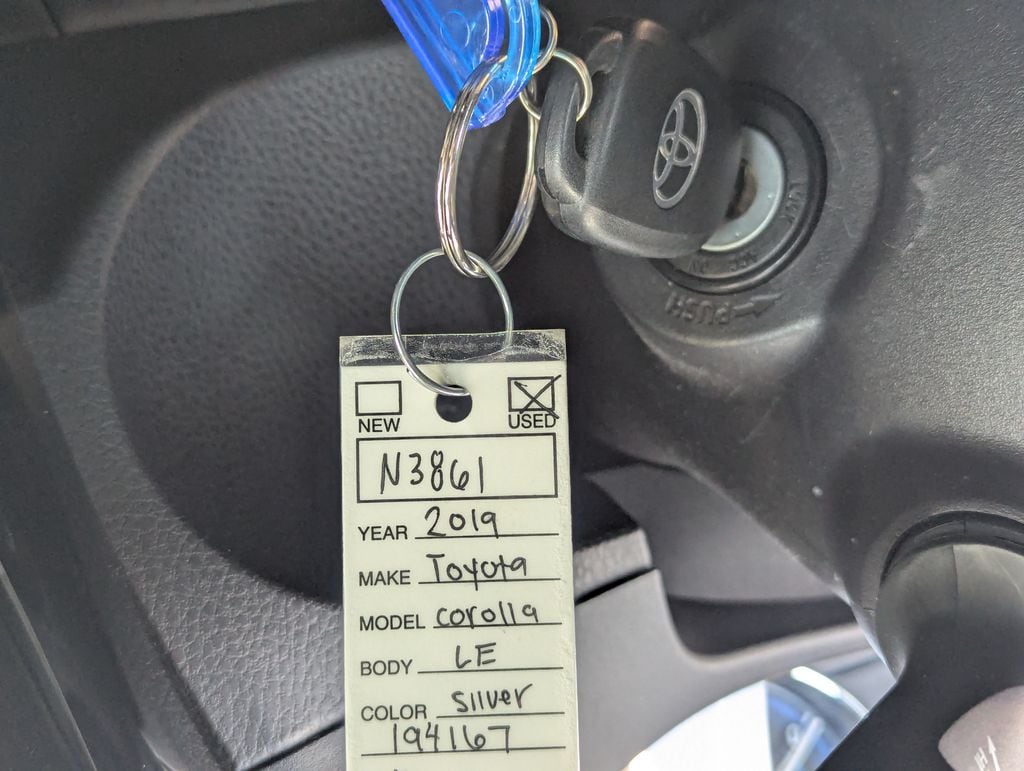 PUSH
NEW
USED
N3861
YEAR 2019
MAKE Toyota
MODEL corolla
BODY LE
COLOR Silver
194167